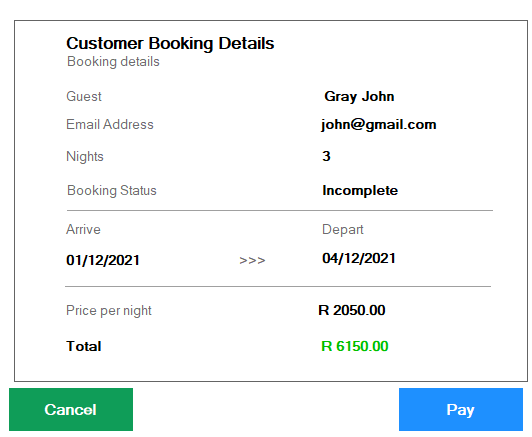 Customer Booking Details
Booking details
Guest Gray John
Email Address john@gmail.com
Nights 3
Booking Status Incomplete
Arrive Depart
01/12/2021 >>> 04/12/2021
Price per night R 2050.00
Total R 6150.00
Cancel Pay